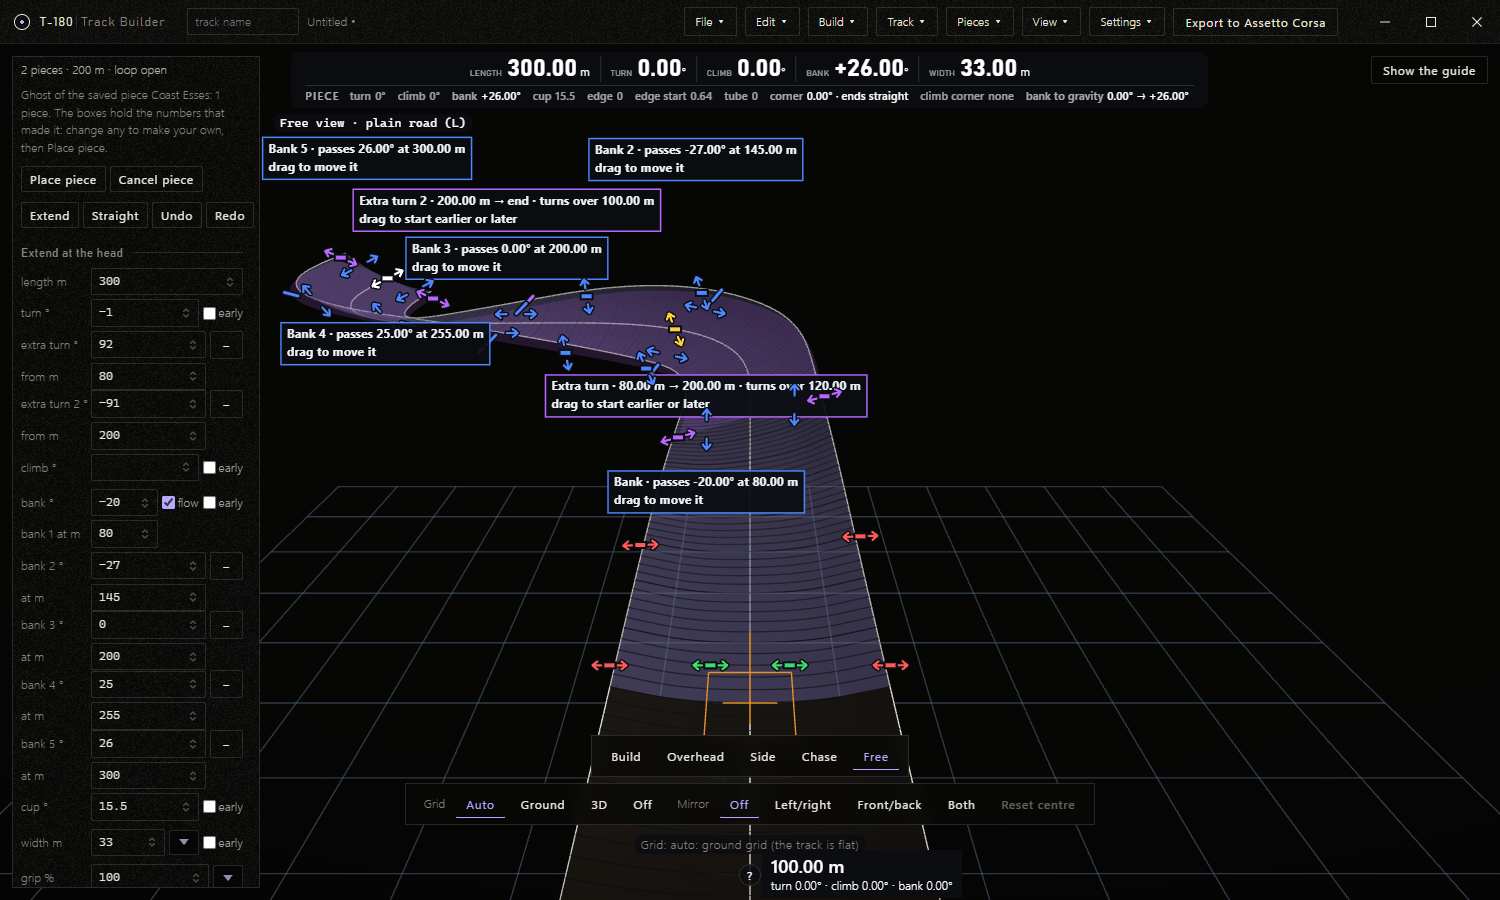 T-180 Track Builder
track name
Untitled •
File
Edit
Build
Track
Pieces
View
Settings
Export to Assetto Corsa
2 pieces · 200 m · loop open
Ghost of the saved piece Coast Esses: 1
piece. The boxes hold the numbers that
made it: change any to make your own,
then Place piece.
Place piece
Cancel piece
Extend
Straight
Undo
Redo
Extend at the head
length m 300
turn ° −1 early
extra turn ° 92 −
from m 80
extra turn 2 ° −91 −
from m 200
climb ° early
bank ° −20 flow early
bank 1 at m 80
bank 2 ° −27 −
at m 145
bank 3 ° 0 −
at m 200
bank 4 ° 25 −
at m 255
bank 5 ° 26 −
at m 300
cup ° 15.5 early
width m 33 early
grip % 100
LENGTH 300.00 m TURN 0.00° CLIMB 0.00° BANK +26.00° WIDTH 33.00 m
PIECE turn 0° climb 0° bank +26.00° cup 15.5 edge 0 edge start 0.64 tube 0 corner 0.00° · ends straight climb corner none bank to gravity 0.00° → +26.00°
Show the guide
Free view · plain road (L)
Bank 5 · passes 26.00° at 300.00 m
drag to move it
Bank 2 · passes -27.00° at 145.00 m
drag to move it
Extra turn 2 · 200.00 m → end · turns over 100.00 m
drag to start earlier or later
Bank 3 · passes 0.00° at 200.00 m
drag to move it
Bank 4 · passes 25.00° at 255.00 m
drag to move it
Extra turn · 80.00 m → 200.00 m · turns over 120.00 m
drag to start earlier or later
Bank · passes -20.00° at 80.00 m
drag to move it
Build
Overhead
Side
Chase
Free
Grid
Auto
Ground
3D
Off
Mirror
Off
Left/right
Front/back
Both
Reset centre
Grid: auto: ground grid (the track is flat)
?
100.00 m
turn 0.00° · climb 0.00° · bank 0.00°